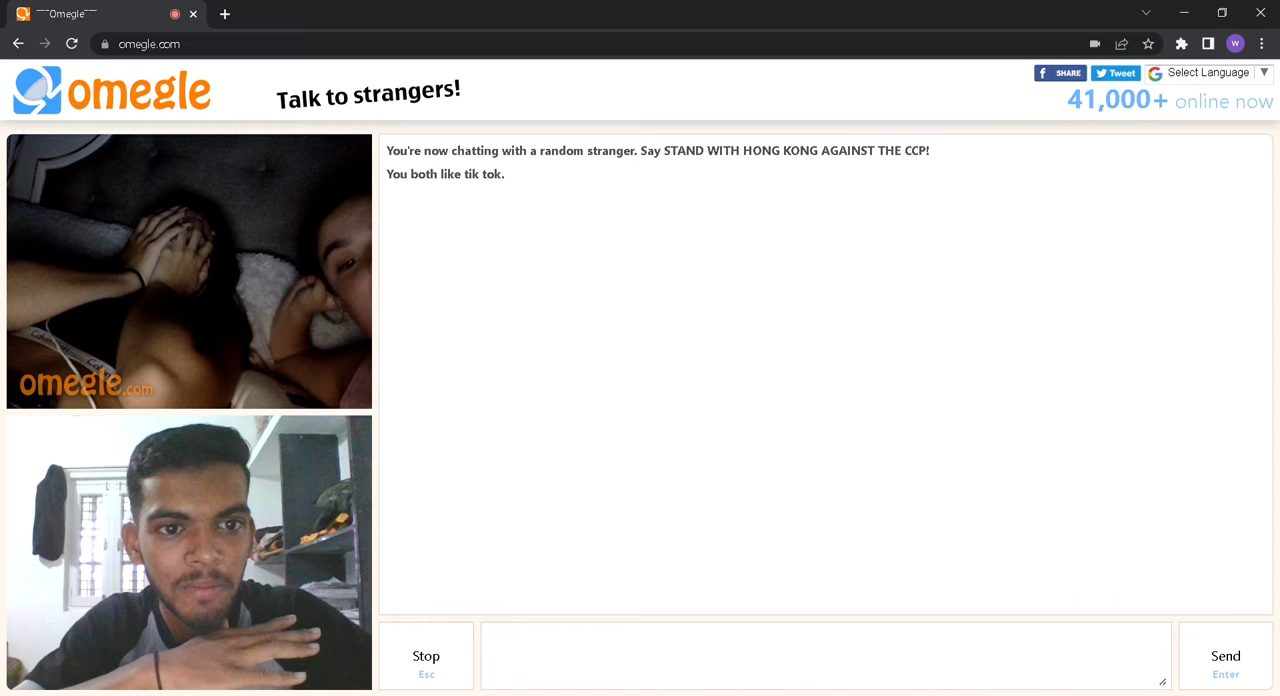 Omegle
omegle.com
W
omegle
Talk to strangers!
f SHARE
Tweet
G Select Language ▼
41,000+ online now
You're now chatting with a random stranger. Say STAND WITH HONG KONG AGAINST THE CCP!
You both like tik tok.
omegle.com
Stop
Esc
Send
Enter